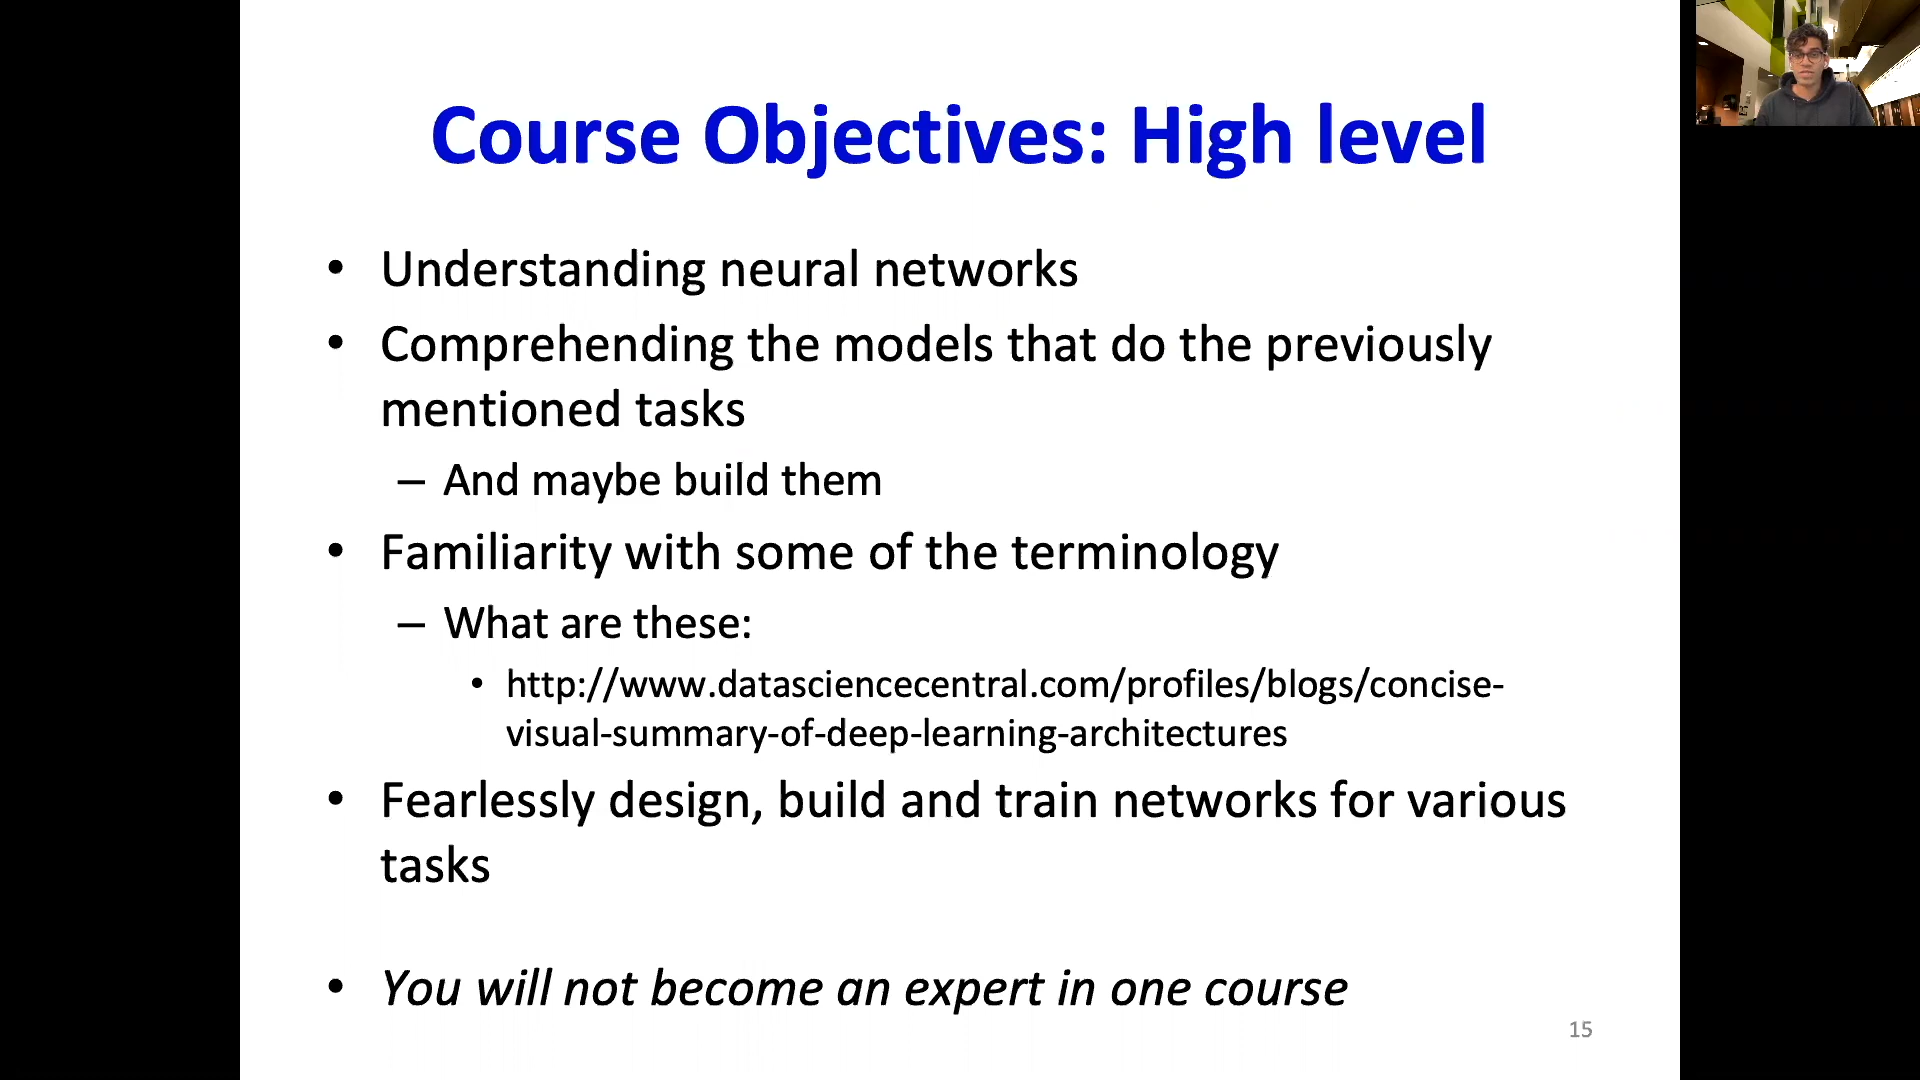 Course Objectives: High level
• Understanding neural networks
• Comprehending the models that do the previously
mentioned tasks
– And maybe build them
• Familiarity with some of the terminology
– What are these:
• http://www.datasciencecentral.com/profiles/blogs/concise-
visual-summary-of-deep-learning-architectures
• Fearlessly design, build and train networks for various
tasks
• You will not become an expert in one course
15